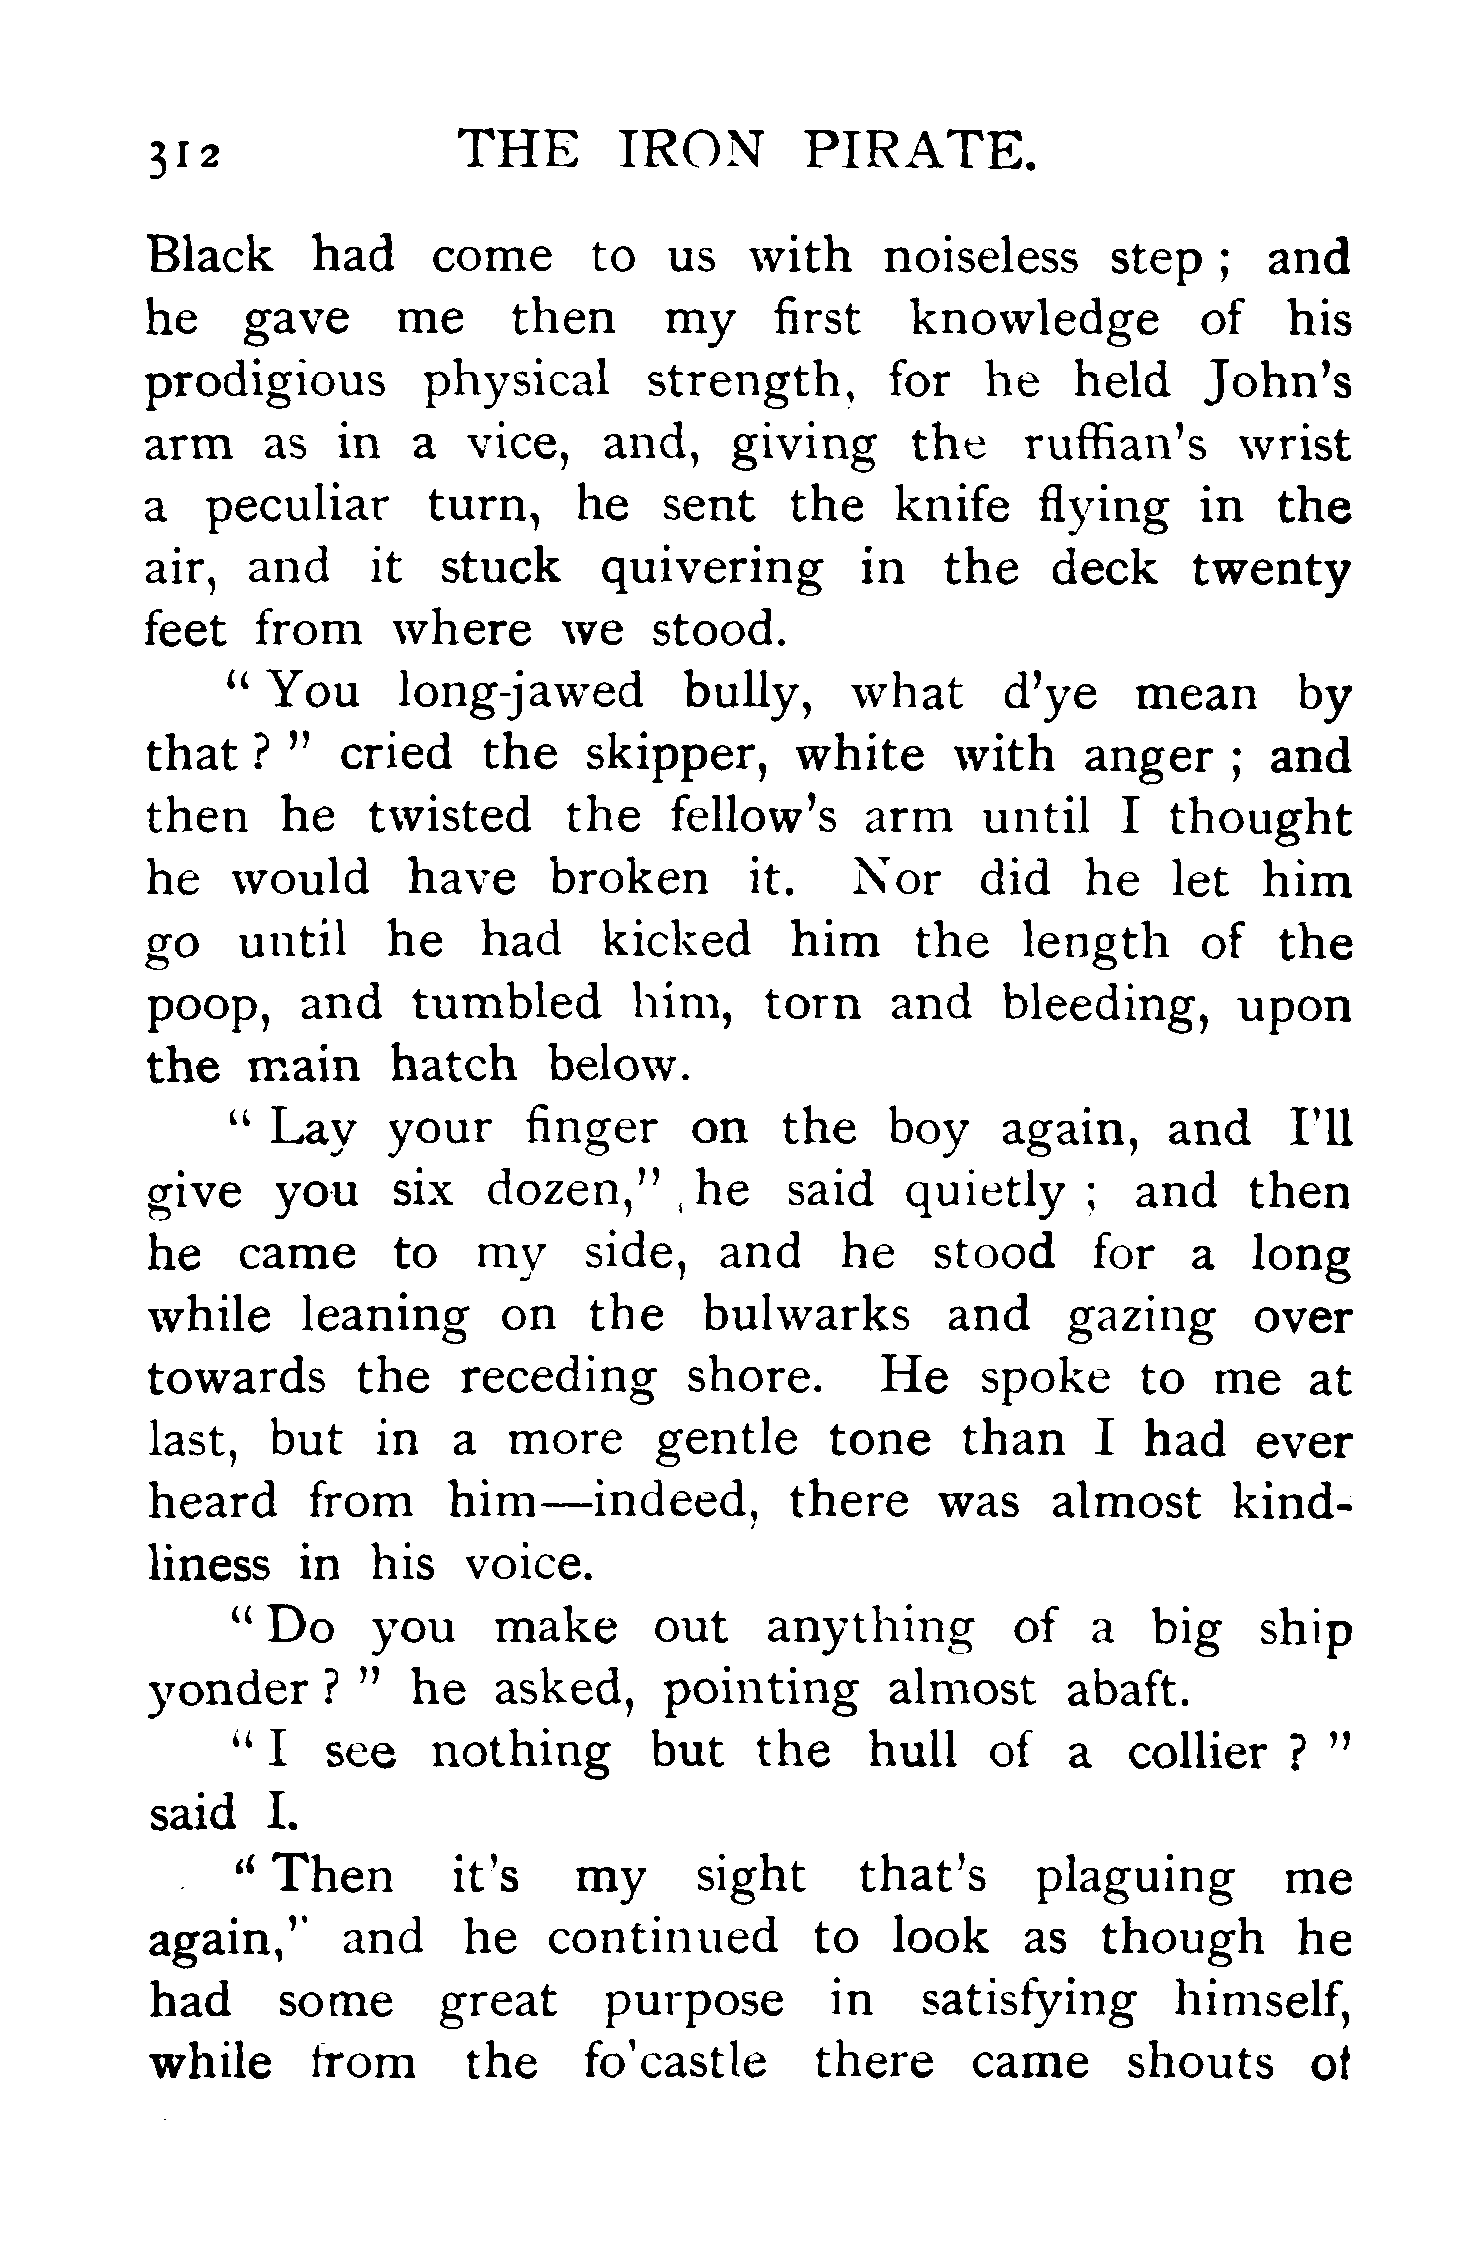 312 THE IRON PIRATE.
Black had come to us with noiseless step ; and
he gave me then my first knowledge of his
prodigious physical strength, for he held John's
arm as in a vice, and, giving the ruffian's wrist
a peculiar turn, he sent the knife flying in the
air, and it stuck quivering in the deck twenty
feet from where we stood.
" You long-jawed bully, what d'ye mean by
that ? " cried the skipper, white with anger ; and
then he twisted the fellow's arm until I thought
he would have broken it. Nor did he let him
go until he had kicked him the length of the
poop, and tumbled him, torn and bleeding, upon
the main hatch below.
" Lay your finger on the boy again, and I'll
give you six dozen," he said quietly ; and then
he came to my side, and he stood for a long
while leaning on the bulwarks and gazing over
towards the receding shore. He spoke to me at
last, but in a more gentle tone than I had ever
heard from him—indeed, there was almost kind-
liness in his voice.
" Do you make out anything of a big ship
yonder ? " he asked, pointing almost abaft.
" I see nothing but the hull of a collier ? "
said I.
" Then it's my sight that's plaguing me
again," and he continued to look as though he
had some great purpose in satisfying himself,
while from the fo'castle there came shouts of